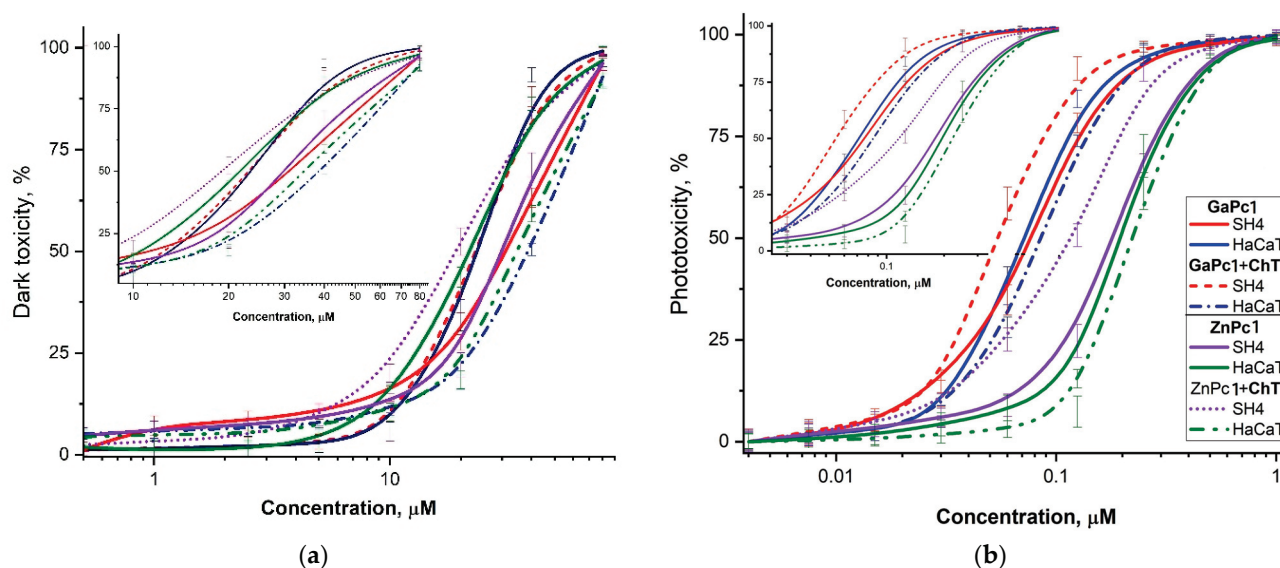 Dark toxicity, %
100
75
50
25
0
1
10
Concentration, μM
100
75
50
25
10
20
30
40
50
60
70
80
Concentration, μM
(a)
Phototoxicity, %
100
75
50
25
0
0.01
0.1
1
Concentration, μM
100
75
50
25
0
0.1
Concentration, μM
GaPc1
SH4
HaCaT
GaPc1+ChT
SH4
HaCaT
ZnPc1
SH4
HaCaT
ZnPc1+ChT
SH4
HaCaT
(b)